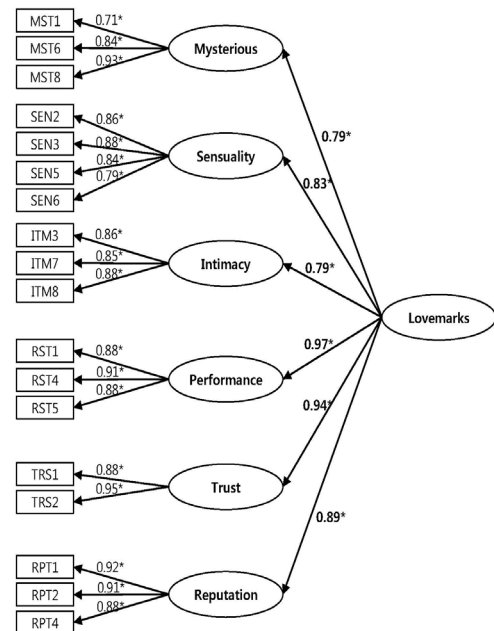 MST1
0.71*
MST6
0.84*
Mysterious
MST8
0.93*
0.79*
SEN2
0.86*
SEN3
0.88*
Sensuality
SEN5
0.84*
SEN6
0.79*
0.83*
ITM3
0.86*
ITM7
0.85*
Intimacy
ITM8
0.88*
0.79*
Lovemarks
RST1
0.88*
RST4
0.91*
Performance
RST5
0.88*
0.97*
TRS1
0.88*
TRS2
0.95*
Trust
0.94*
RPT1
0.92*
RPT2
0.91*
Reputation
RPT4
0.88*
0.89*